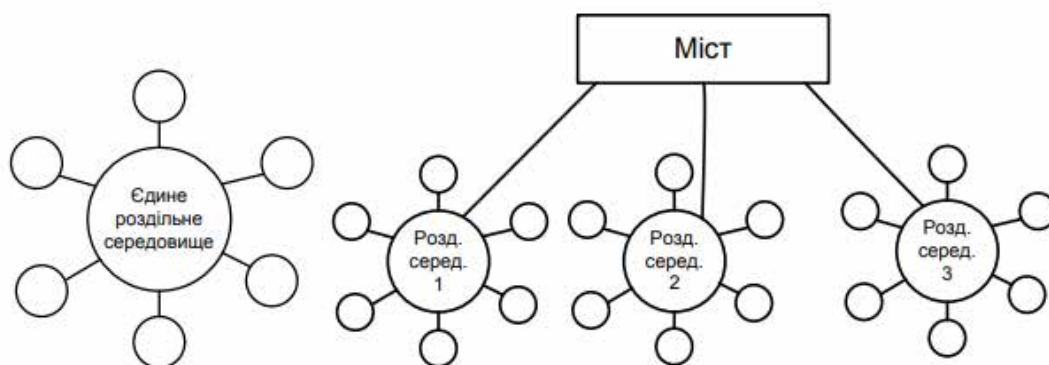 Міст
Єдине
роздільне
середовище
Розд.
серед.
1
Розд.
серед.
2
Розд.
серед.
3